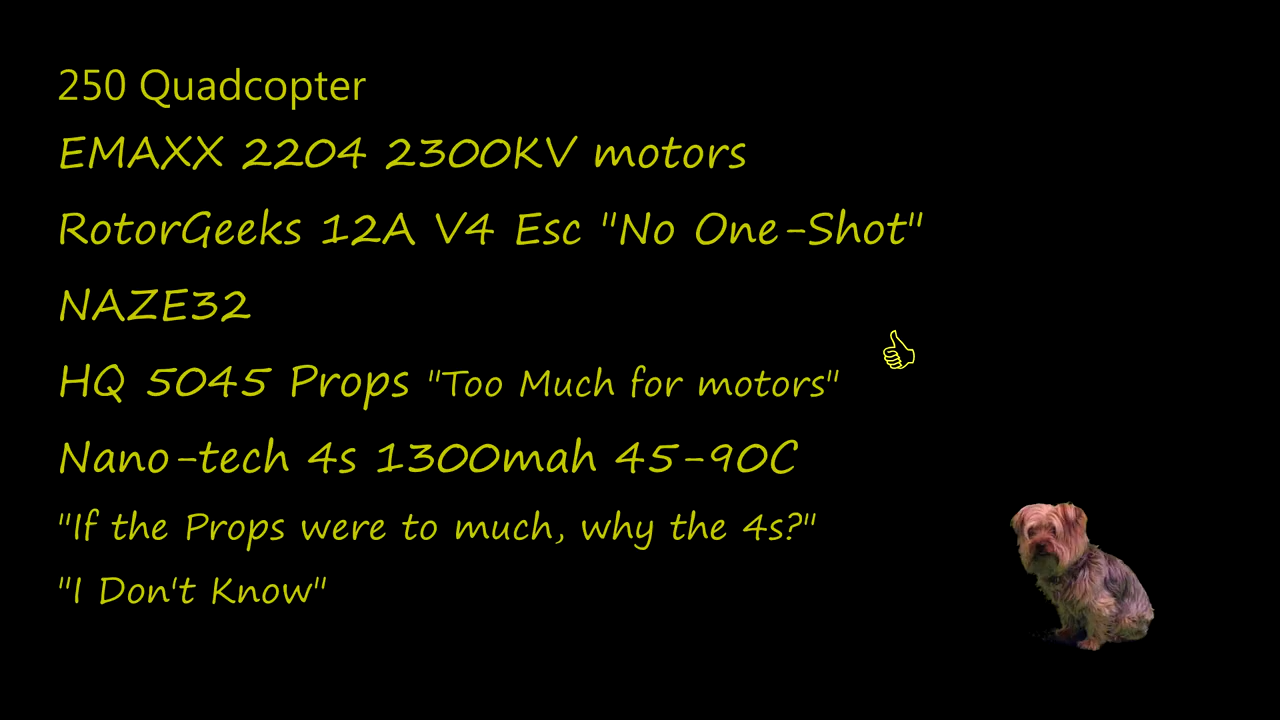 250 Quadcopter
EMAXX 2204 2300KV motors
RotorGeeks 12A V4 Esc "No One-Shot"
NAZE32
HQ 5045 Props "Too Much for motors"
Nano-tech 4s 1300mah 45-90C
"If the Props were to much, why the 4s?"
"I Don't Know"